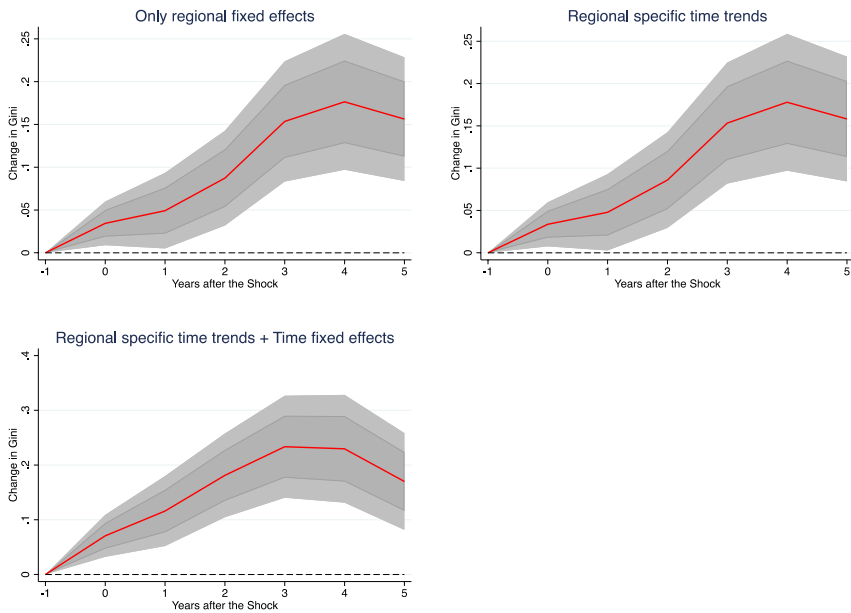 Only regional fixed effects
Change in Gini
.25
.2
.15
.1
.05
0
-1 0 1 2 3 4 5
Years after the Shock
Regional specific time trends
Change in Gini
.25
.2
.15
.1
.05
0
-1 0 1 2 3 4 5
Years after the Shock
Regional specific time trends + Time fixed effects
Change in Gini
.4
.3
.2
.1
0
-1 0 1 2 3 4 5
Years after the Shock